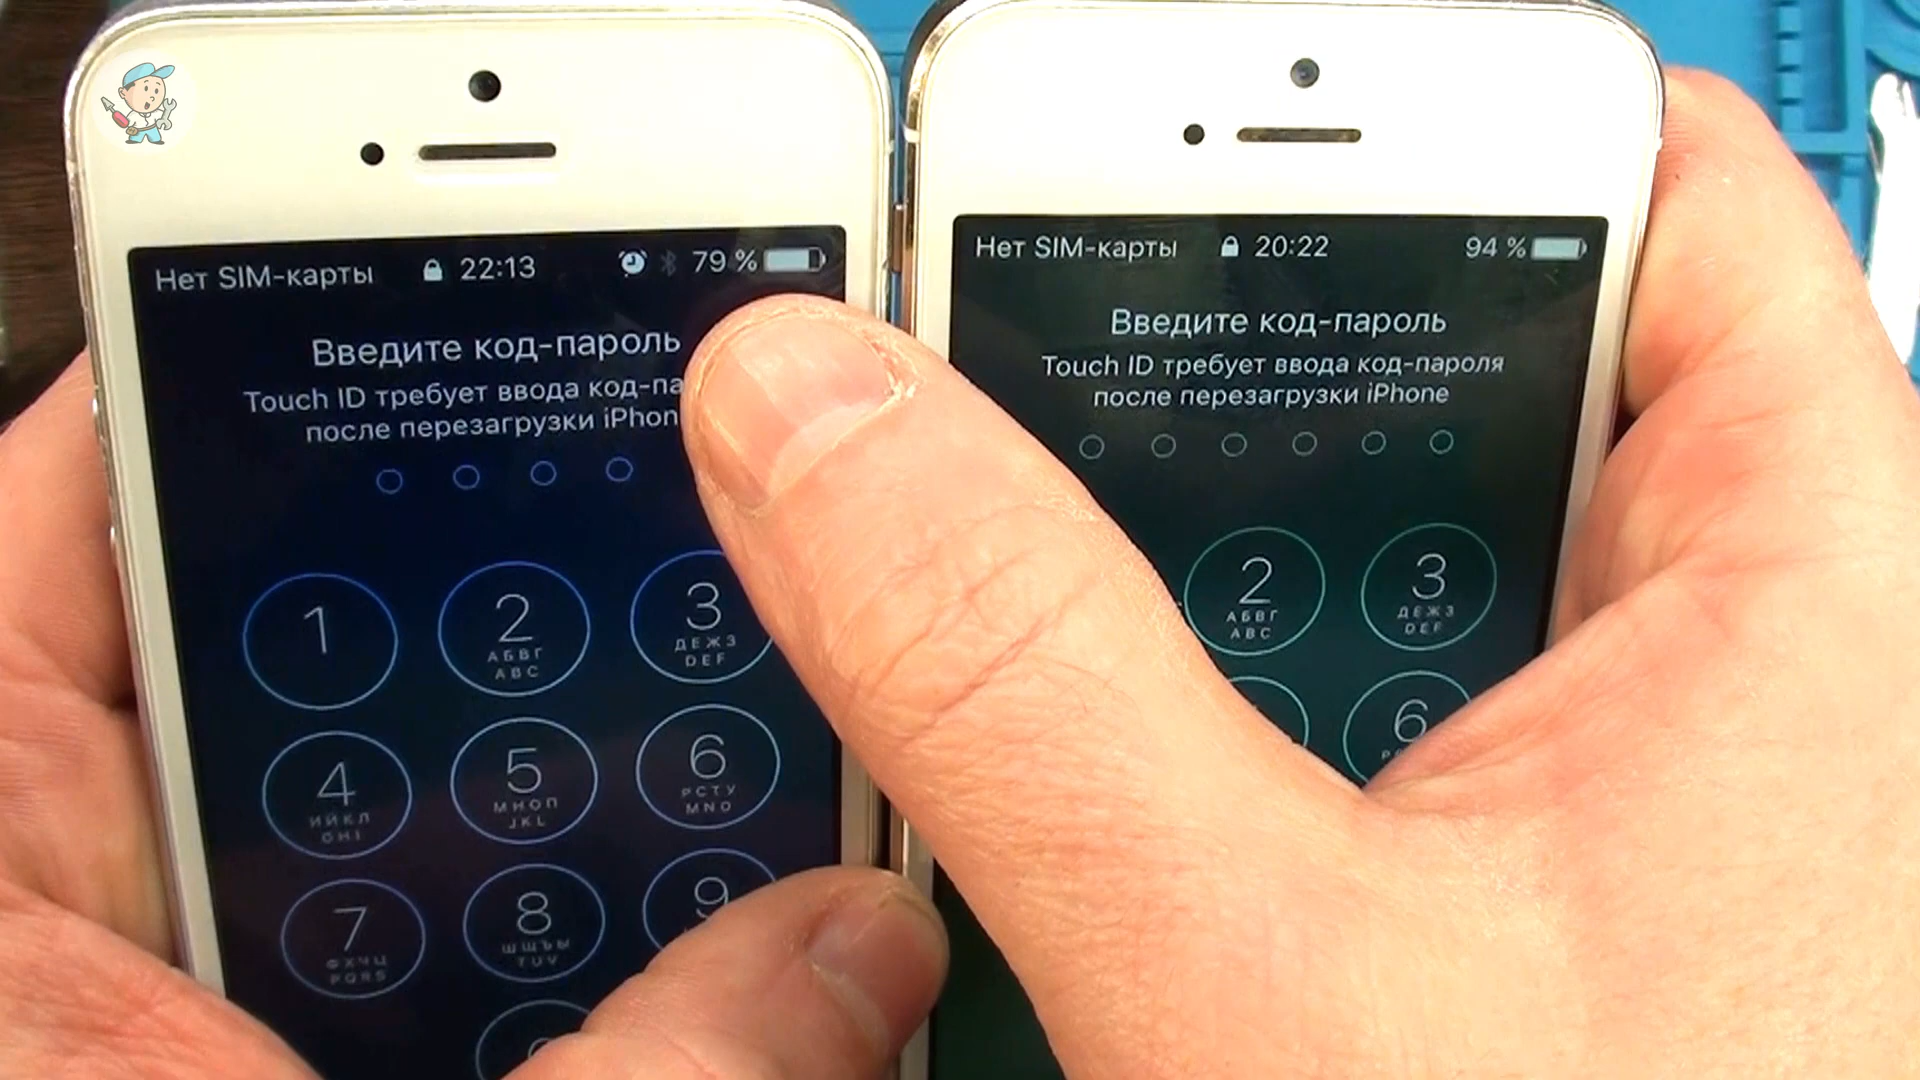 Нет SIM-карты 22:13 79 %
Введите код-пароль
Touch ID требует ввода код-па
после перезагрузки iPhon
1
2
АБВГ
ABC
3
ДЕЖЗ
DEF
4
ИЙКЛ
GHI
5
МНОП
JKL
6
РСТУ
MNO
7
ФХЧЦ
PQRS
8
ШЩЪЫ
TUV
9
Нет SIM-карты 20:22 94 %
Введите код-пароль
Touch ID требует ввода код-пароля
после перезагрузки iPhone
2
АБВГ
ABC
3
ДЕЖЗ
DEF
6